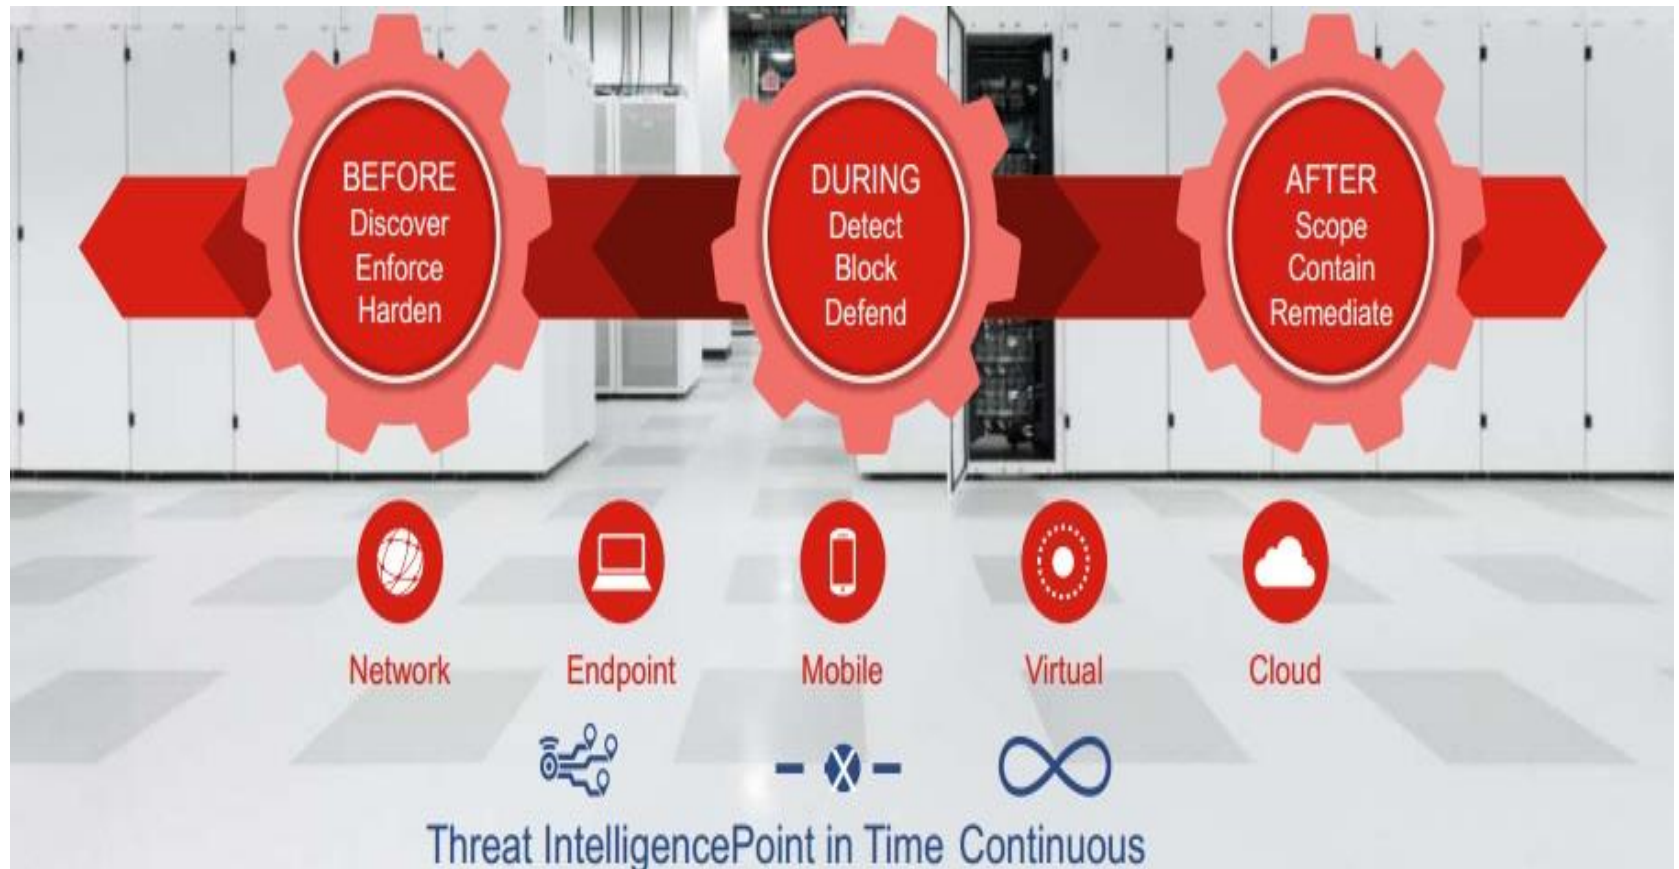 BEFORE
Discover
Enforce
Harden
DURING
Detect
Block
Defend
AFTER
Scope
Contain
Remediate
Network
Endpoint
Mobile
Virtual
Cloud
Threat IntelligencePoint in Time Continuous